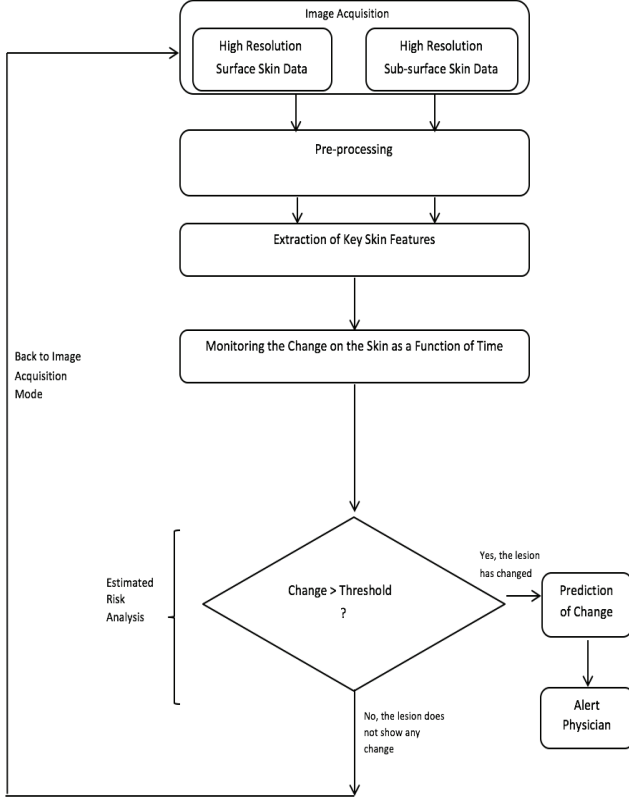 Image Acquisition
High Resolution
Surface Skin Data
High Resolution
Sub-surface Skin Data
Pre-processing
Extraction of Key Skin Features
Monitoring the Change on the Skin as a Function of Time
Back to Image
Acquisition
Mode
Estimated
Risk
Analysis
Change > Threshold
?
Yes, the lesion
has changed
Prediction
of Change
Alert
Physician
No, the lesion does
not show any
change